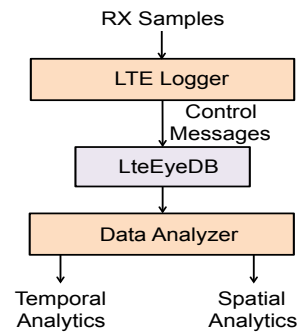 RX Samples
LTE Logger
Control
Messages
LteEyeDB
Data Analyzer
Temporal
Analytics
Spatial
Analytics